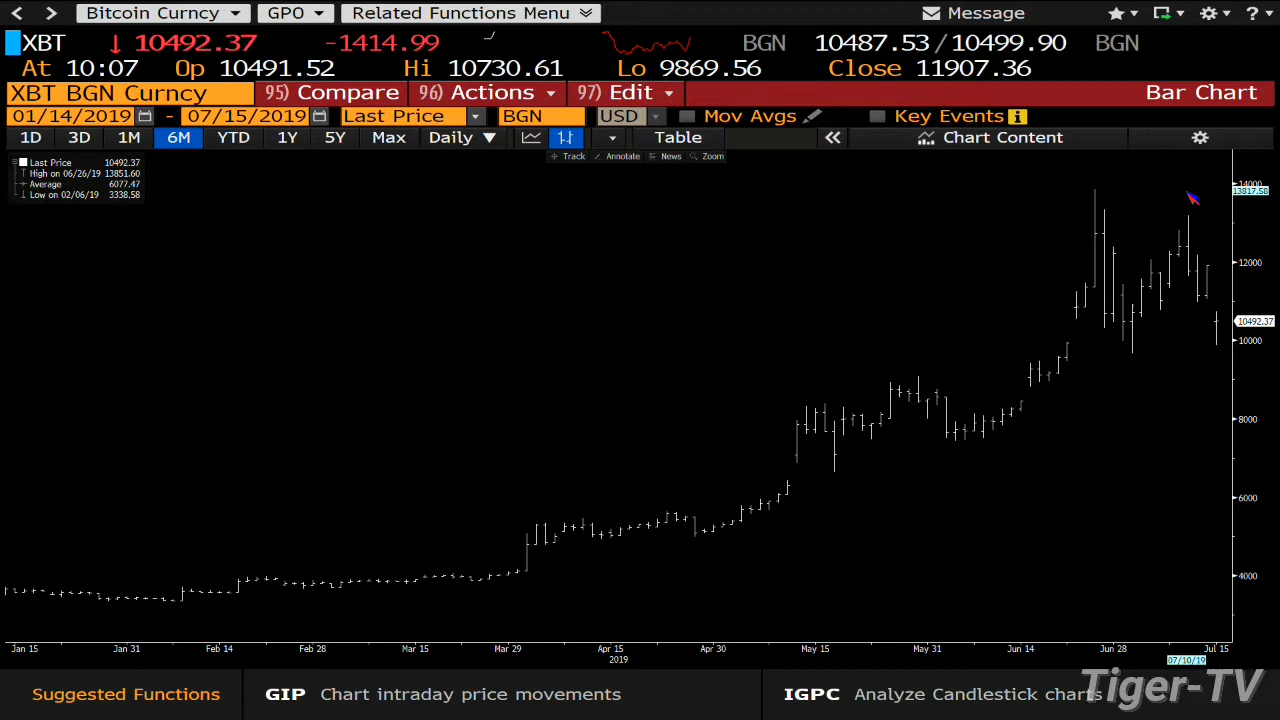 Bitcoin Curncy GPO Related Functions Menu Message ?
XBT 10492.37 -1414.99 BGN 10487.53/10499.90 BGN
At 10:07 Op 10491.52 Hi 10730.61 Lo 9869.56 Close 11907.36
XBT BGN Curncy 95) Compare 96) Actions 97) Edit Bar Chart
01/14/2019 - 07/15/2019 Last Price BGN USD Mov Avgs Key Events i
1D 3D 1M 6M YTD 1Y 5Y Max Daily Table Chart Content
Track Annotate News Zoom
Last Price 10492.37
High on 06/26/19 13851.60
Average 6077.47
Low on 02/06/19 3338.58
14000
13817.58
12000
10492.37
10000
8000
6000
4000
Jan 15 Jan 31 Feb 14 Feb 28 Mar 15 Mar 29 Apr 15 Apr 30 May 15 May 31 Jun 14 Jun 28 Jul 15
2019 07/10/19
Suggested Functions GIP Chart intraday price movements IGPC Analyze Candlestick charts
Tiger-TV